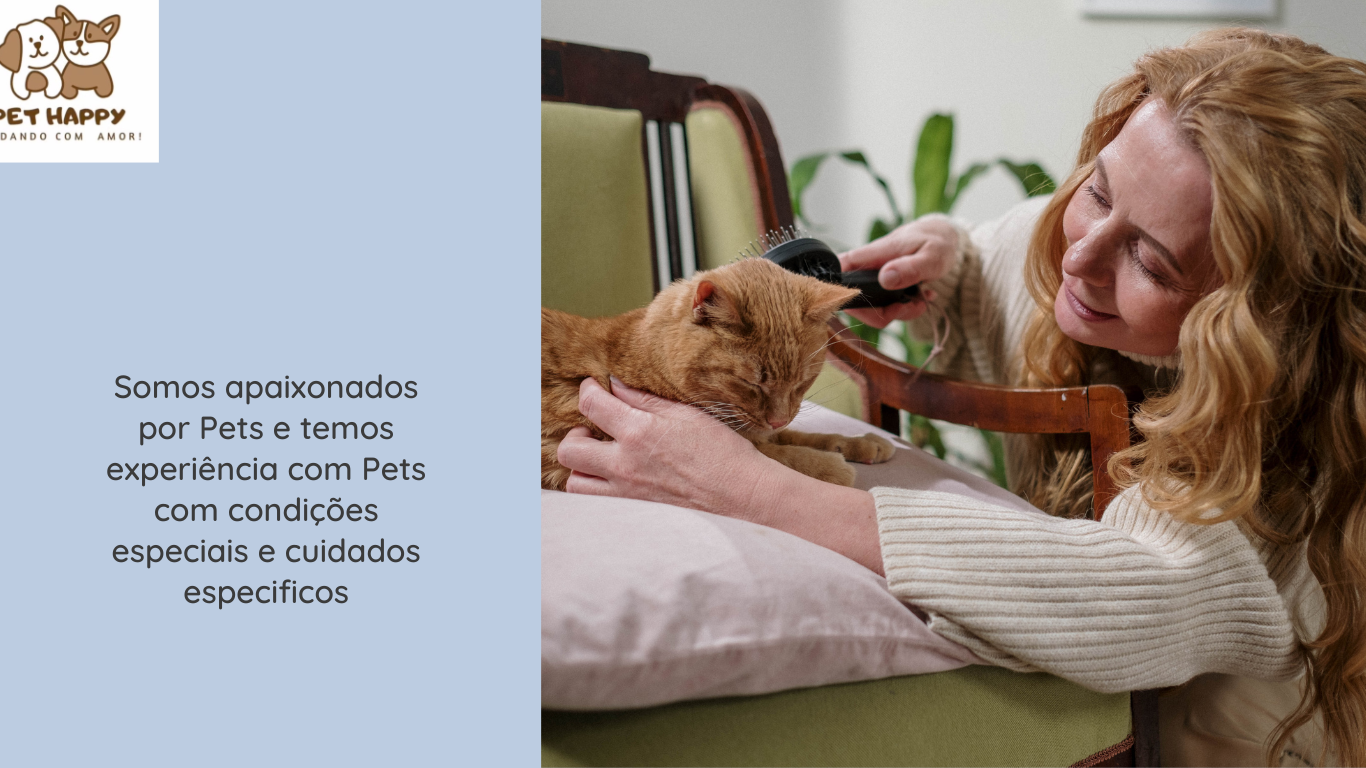 PET HAPPY
DANDO COM AMOR!
Somos apaixonados
por Pets e temos
experiência com Pets
com condições
especiais e cuidados
especificos